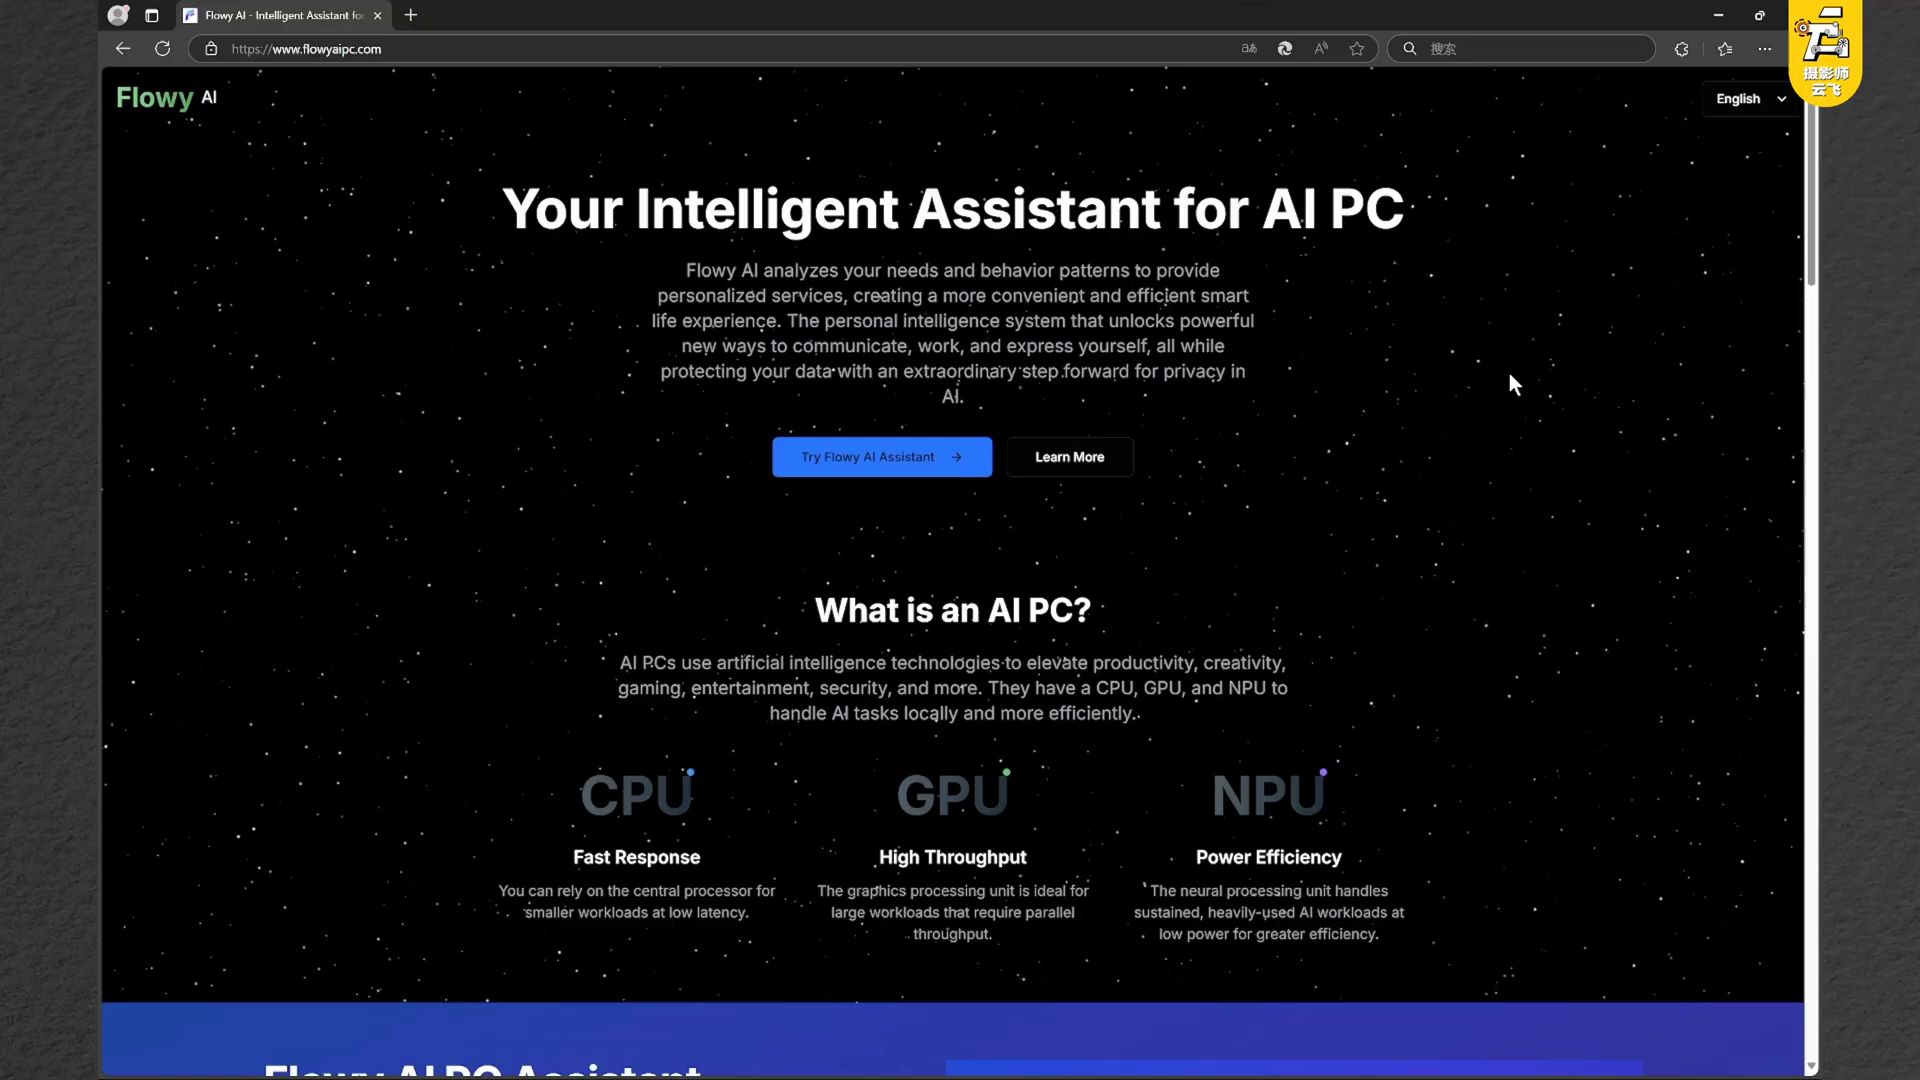 Flowy AI - Intelligent Assistant fo
https://www.flowyaipc.com
搜索
摄影师
云飞
Flowy AI
English
Your Intelligent Assistant for AI PC
Flowy AI analyzes your needs and behavior patterns to provide
personalized services, creating a more convenient and efficient smart
life experience. The personal intelligence system that unlocks powerful
new ways to communicate, work, and express yourself, all while
protecting your data with an extraordinary step forward for privacy in
AI.
Try Flowy AI Assistant →
Learn More
What is an AI PC?
AI PCs use artificial intelligence technologies to elevate productivity, creativity,
gaming, entertainment, security, and more. They have a CPU, GPU, and NPU to
handle AI tasks locally and more efficiently.
CPU
GPU
NPU
Fast Response
High Throughput
Power Efficiency
You can rely on the central processor for
smaller workloads at low latency.
The graphics processing unit is ideal for
large workloads that require parallel
throughput.
The neural processing unit handles
sustained, heavily-used AI workloads at
low power for greater efficiency.
Flowy AI PC Assistant